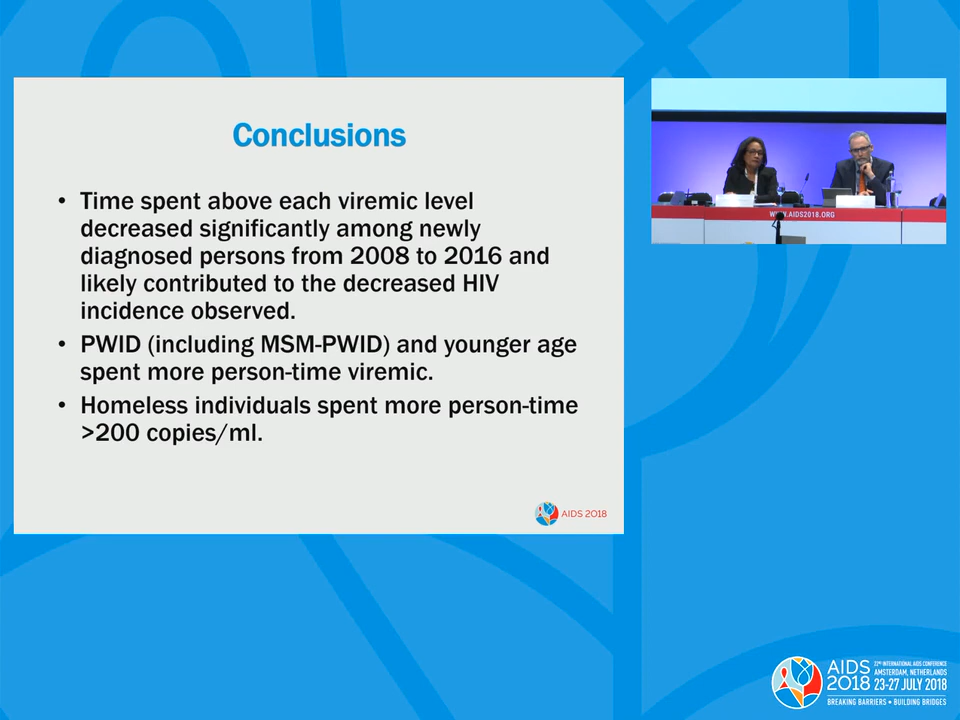 Conclusions
• Time spent above each viremic level
decreased significantly among newly
diagnosed persons from 2008 to 2016 and
likely contributed to the decreased HIV
incidence observed.
• PWID (including MSM-PWID) and younger age
spent more person-time viremic.
• Homeless individuals spent more person-time
>200 copies/ml.
AIDS 2018
WWW.AIDS2018.ORG
AIDS 2018
22ND INTERNATIONAL AIDS CONFERENCE
AMSTERDAM, NETHERLANDS
23-27 JULY 2018
BREAKING BARRIERS • BUILDING BRIDGES